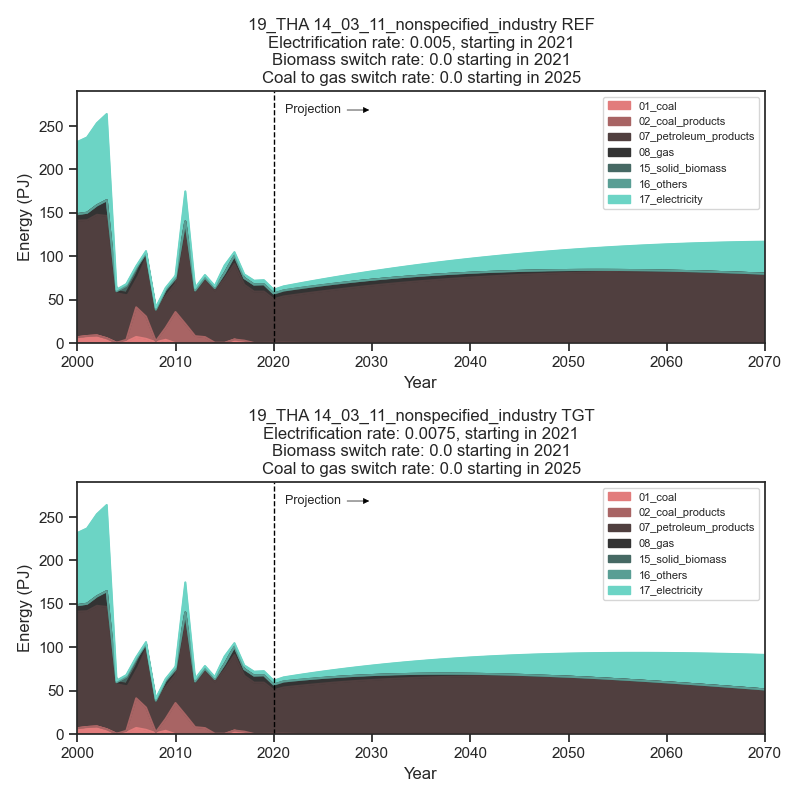 19_THA 14_03_11_nonspecified_industry REF
Electrification rate: 0.005, starting in 2021
Biomass switch rate: 0.0 starting in 2021
Coal to gas switch rate: 0.0 starting in 2025
Projection
01_coal
02_coal_products
07_petroleum_products
08_gas
15_solid_biomass
16_others
17_electricity
250
200
150
100
50
0
Energy (PJ)
2000 2010 2020 2030 2040 2050 2060 2070
Year
19_THA 14_03_11_nonspecified_industry TGT
Electrification rate: 0.0075, starting in 2021
Biomass switch rate: 0.0 starting in 2021
Coal to gas switch rate: 0.0 starting in 2025
Projection
01_coal
02_coal_products
07_petroleum_products
08_gas
15_solid_biomass
16_others
17_electricity
250
200
150
100
50
0
Energy (PJ)
2000 2010 2020 2030 2040 2050 2060 2070
Year